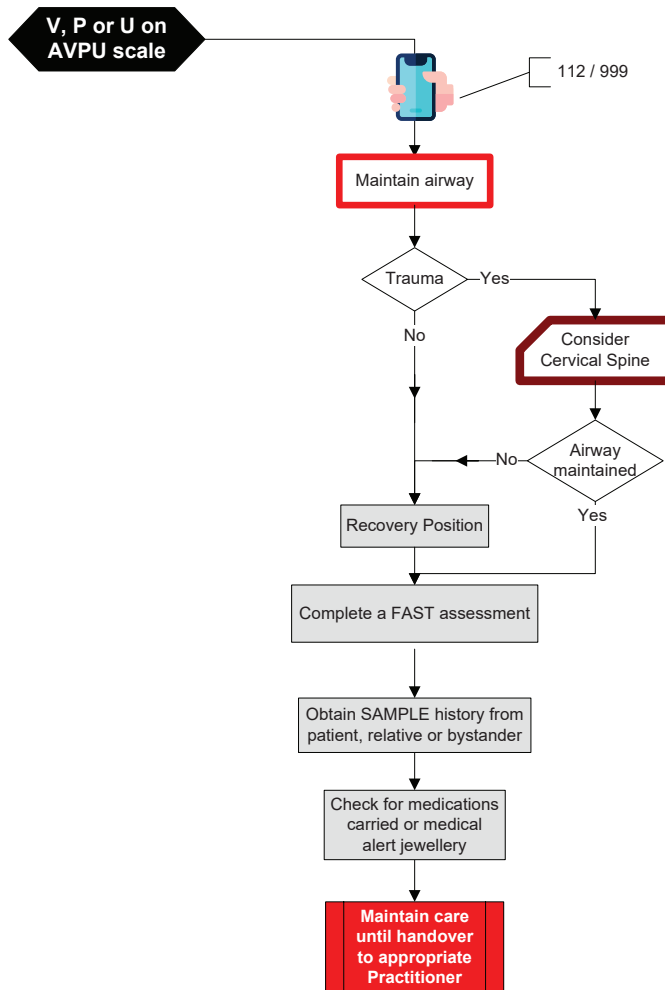 V, P or U on
AVPU scale
112 / 999
Maintain airway
Trauma
Yes
No
Consider
Cervical Spine
Airway
maintained
No
Yes
Recovery Position
Complete a FAST assessment
Obtain SAMPLE history from
patient, relative or bystander
Check for medications
carried or medical
alert jewellery
Maintain care
until handover
to appropriate
Practitioner